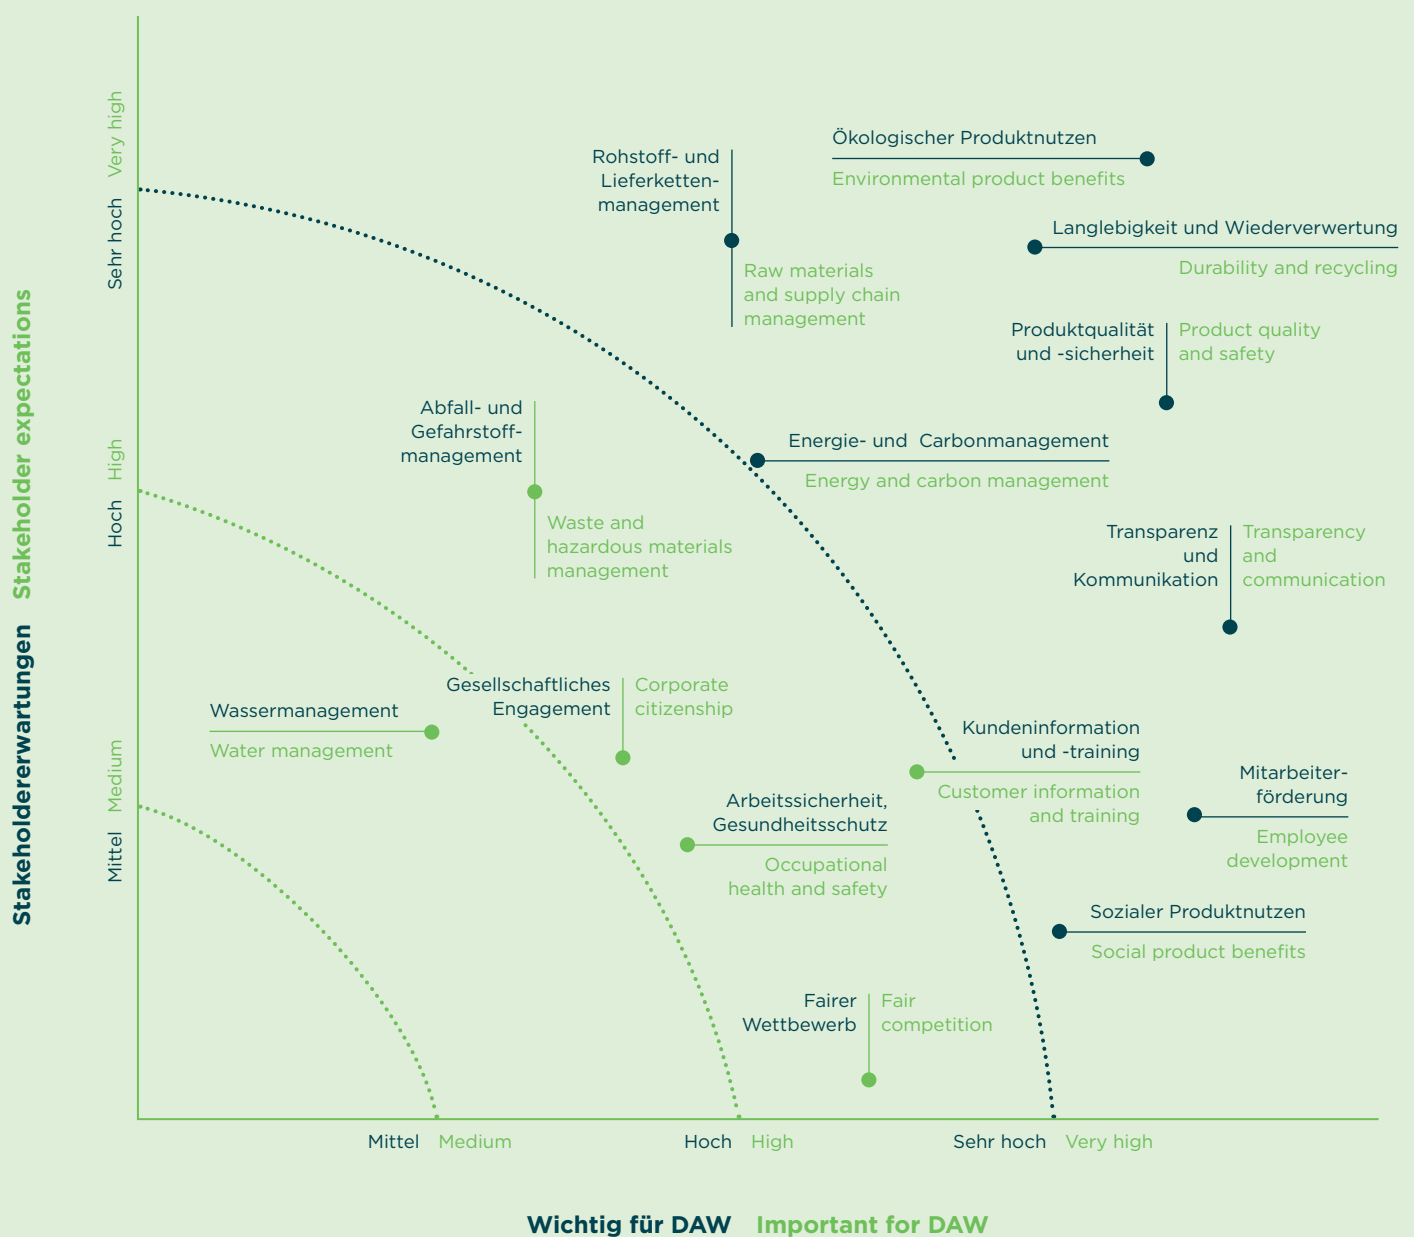 Stakeholdererwartungen Stakeholder expectations
Sehr hoch Very high
Hoch High
Mittel Medium
Ökologischer Produktnutzen
Environmental product benefits
Rohstoff- und
Lieferketten-
management
Raw materials
and supply chain
management
Langlebigkeit und Wiederverwertung
Durability and recycling
Produktqualität
und -sicherheit
Product quality
and safety
Abfall- und
Gefahrstoff-
management
Waste and
hazardous materials
management
Energie- und Carbonmanagement
Energy and carbon management
Transparenz
und
Kommunikation
Transparency
and
communication
Gesellschaftliches
Engagement
Corporate
citizenship
Wassermanagement
Water management
Kundeninformation
und -training
Customer information
and training
Mitarbeiter-
förderung
Employee
development
Arbeitssicherheit,
Gesundheitsschutz
Occupational
health and safety
Sozialer Produktnutzen
Social product benefits
Fairer
Wettbewerb
Fair
competition
Mittel Medium
Hoch High
Sehr hoch Very high
Wichtig für DAW Important for DAW